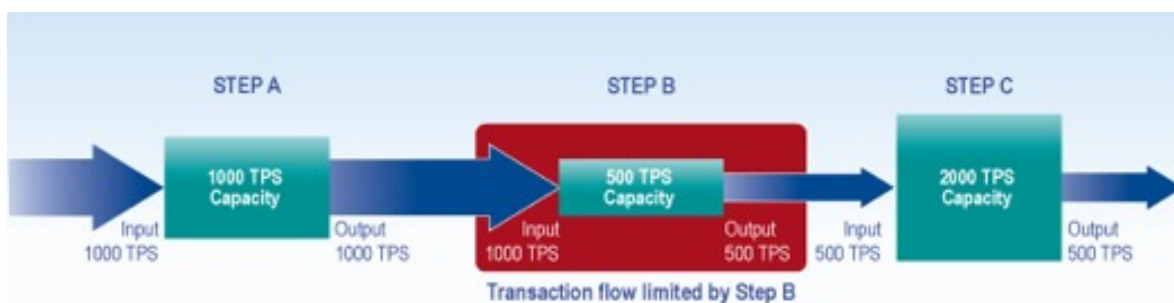 STEP A
STEP B
STEP C
1000 TPS
Capacity
500 TPS
Capacity
2000 TPS
Capacity
Input
1000 TPS
Output
1000 TPS
Input
1000 TPS
Output
500 TPS
Input
500 TPS
Output
500 TPS
Transaction flow limited by Step B